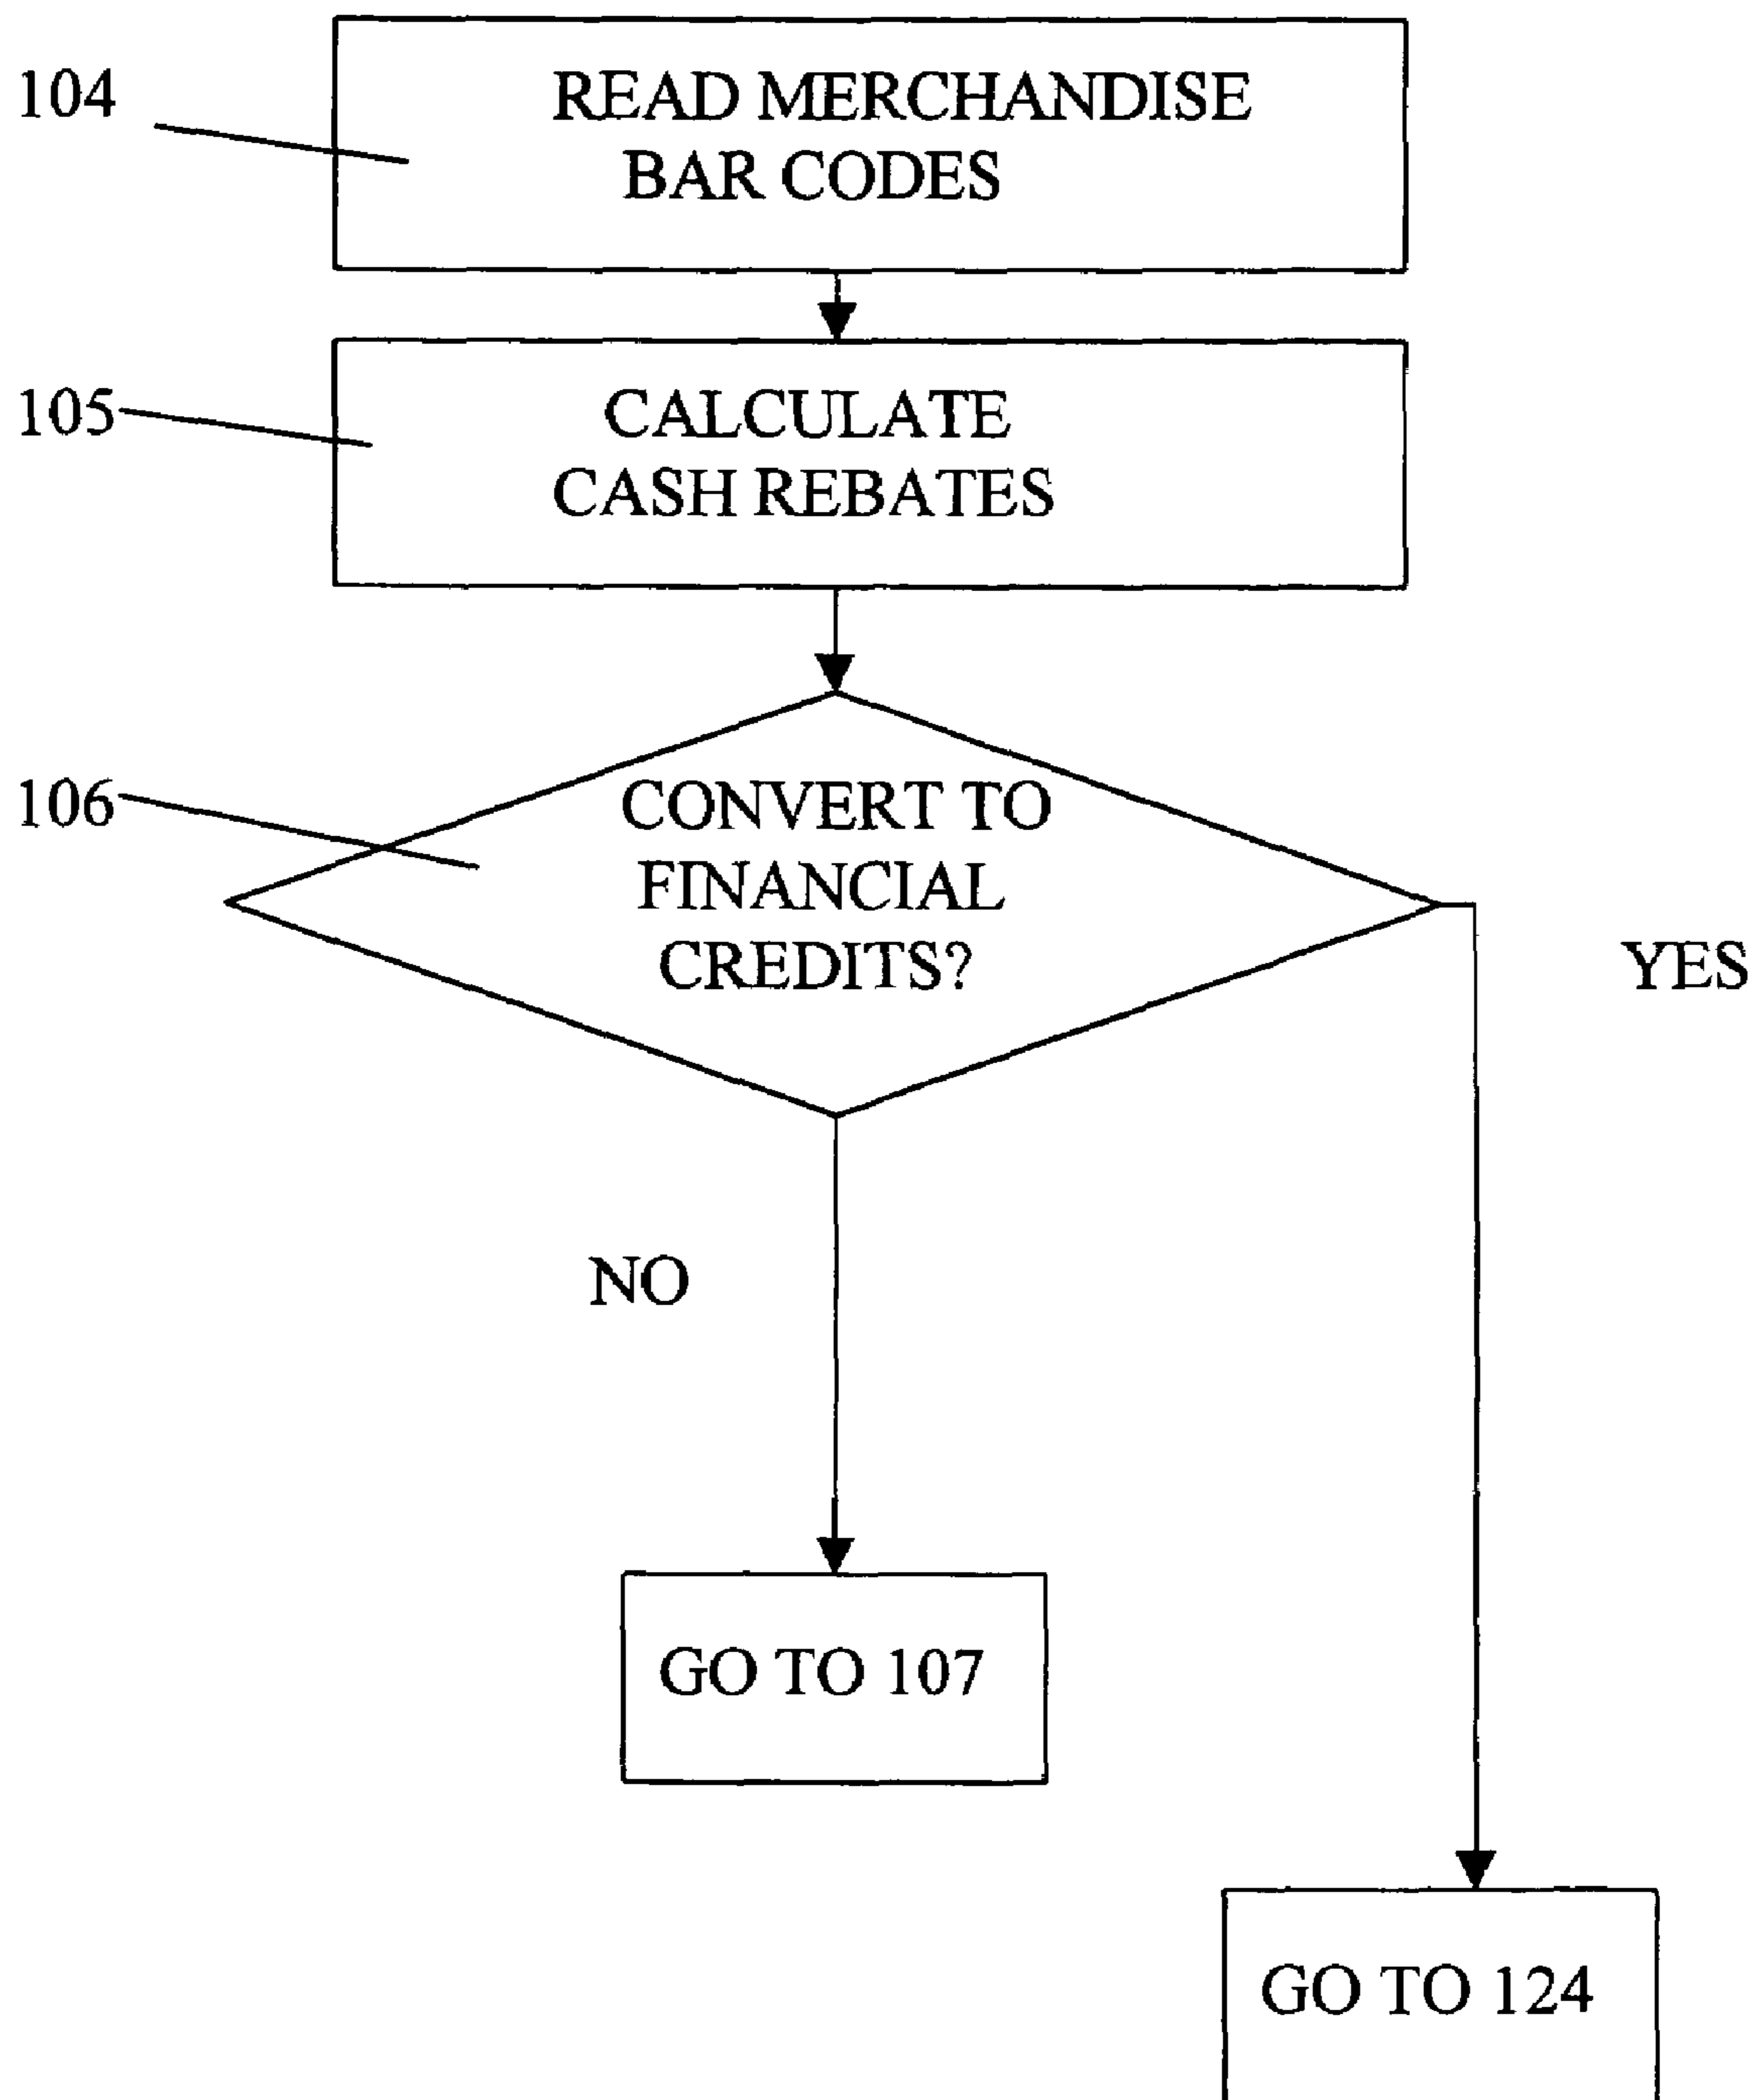 104
READ MERCHANDISE
BAR CODES
105
CALCULATE
CASH REBATES
106
CONVERT TO
FINANCIAL
CREDITS?
YES
NO
GO TO 107
GO TO 124